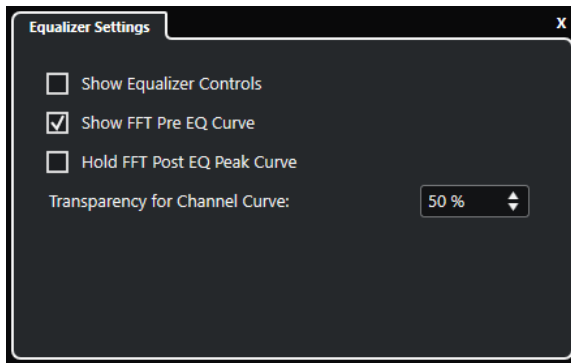 Equalizer Settings X
Show Equalizer Controls
Show FFT Pre EQ Curve
Hold FFT Post EQ Peak Curve
Transparency for Channel Curve: 50 %